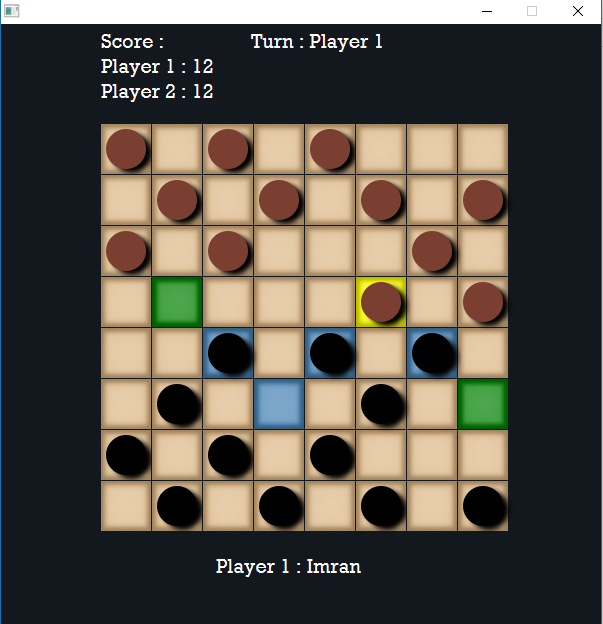 Score : Turn : Player 1
Player 1 : 12
Player 2 : 12
Player 1 : Imran